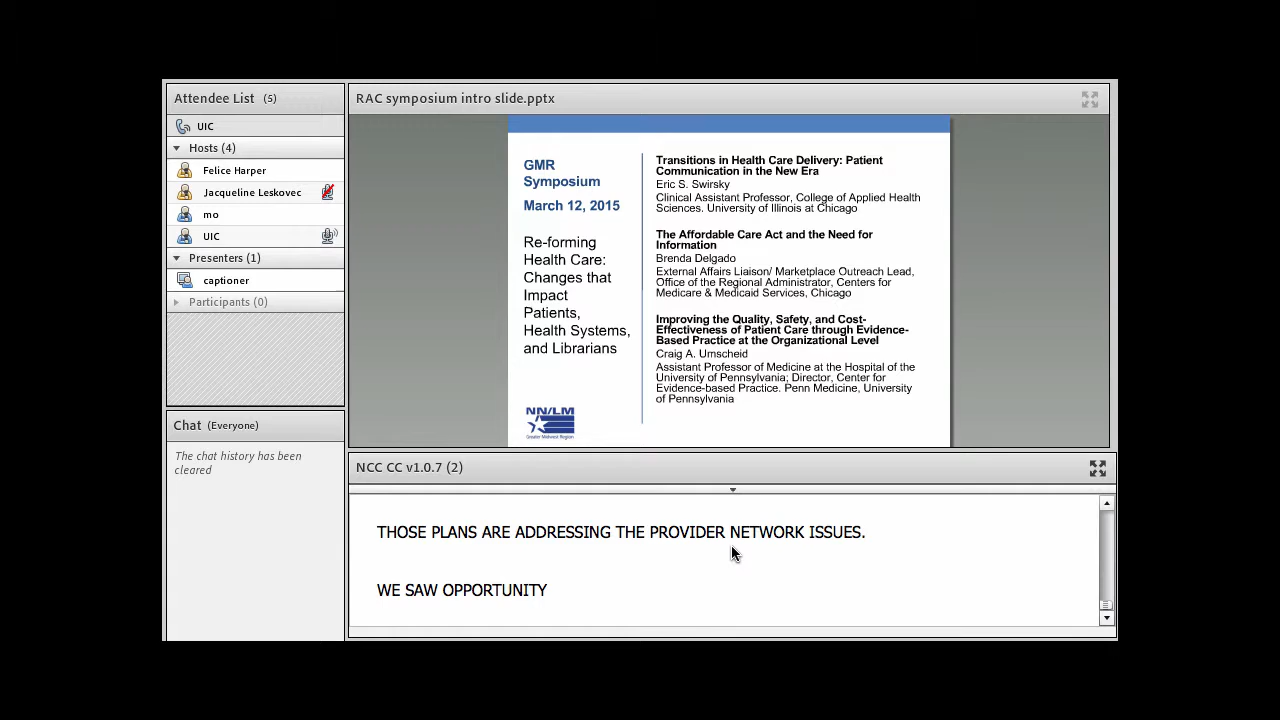 Attendee List (5)
UIC
Hosts (4)
Felice Harper
Jacqueline Leskovec
mo
UIC
Presenters (1)
captioner
Participants (0)
Chat (Everyone)
The chat history has been
cleared
RAC symposium intro slide.pptx
GMR
Symposium
March 12, 2015
Re-forming
Health Care:
Changes that
Impact
Patients,
Health Systems,
and Librarians
NN/LM
Greater Midwest Region
Transitions in Health Care Delivery: Patient
Communication in the New Era
Eric S. Swirsky
Clinical Assistant Professor, College of Applied Health
Sciences. University of Illinois at Chicago
The Affordable Care Act and the Need for
Information
Brenda Delgado
External Affairs Liaison/ Marketplace Outreach Lead,
Office of the Regional Administrator, Centers for
Medicare & Medicaid Services, Chicago
Improving the Quality, Safety, and Cost-
Effectiveness of Patient Care through Evidence-
Based Practice at the Organizational Level
Craig A. Umscheid
Assistant Professor of Medicine at the Hospital of the
University of Pennsylvania; Director, Center for
Evidence-based Practice. Penn Medicine, University
of Pennsylvania
NCC CC v1.0.7 (2)
THOSE PLANS ARE ADDRESSING THE PROVIDER NETWORK ISSUES.
WE SAW OPPORTUNITY